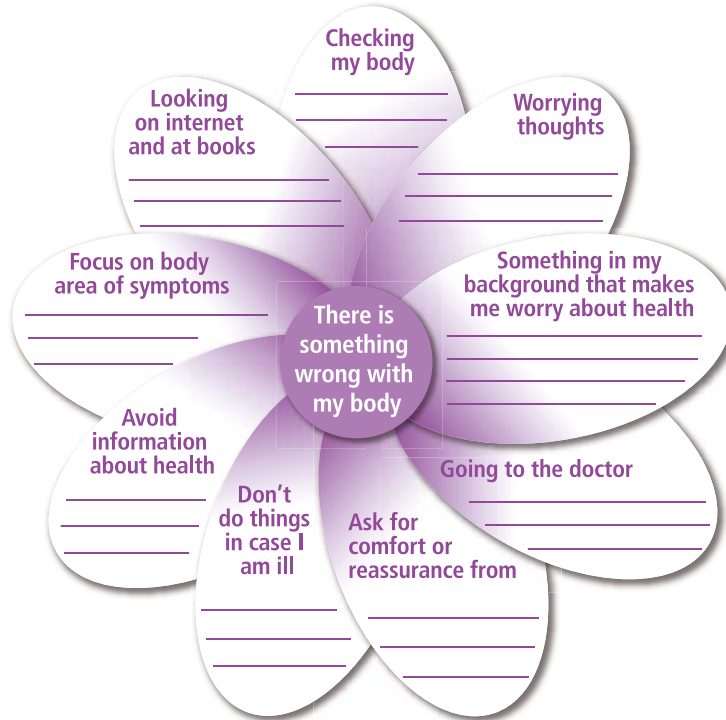 Checking
my body
Worrying
thoughts
Something in my
background that makes
me worry about health
Going to the doctor
Ask for
comfort or
reassurance from
Don't
do things
in case I
am ill
Avoid
information
about health
Focus on body
area of symptoms
Looking
on internet
and at books
There is
something
wrong with
my body